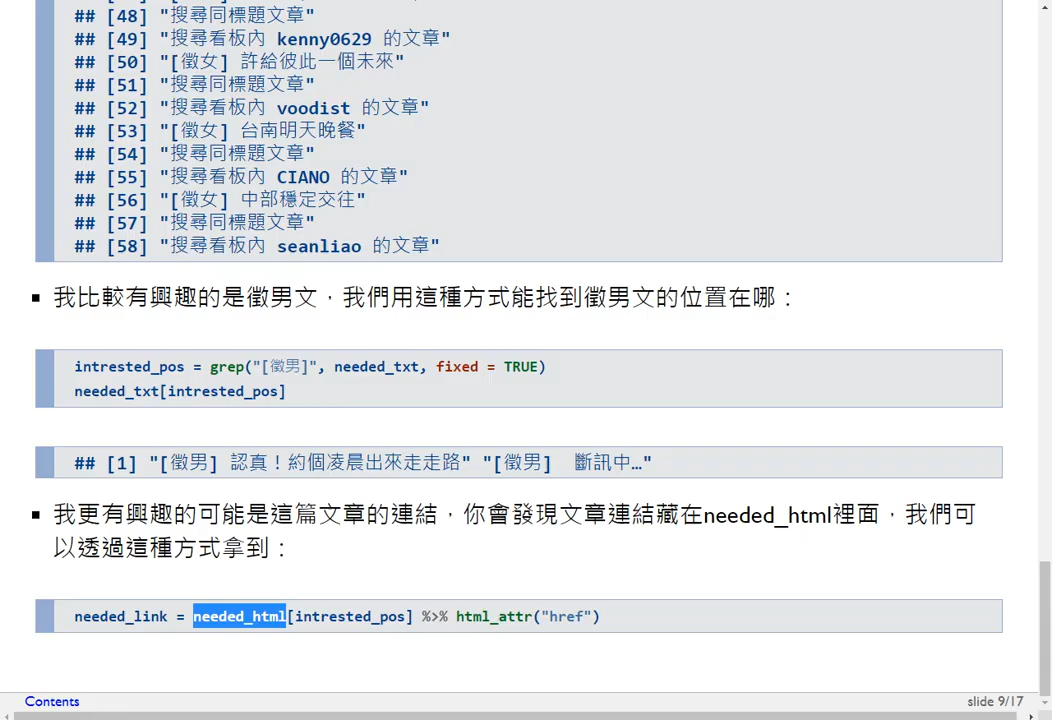 ## [48] "搜尋同標題文章"
## [49] "搜尋看板內 kenny0629 的文章"
## [50] "[徵女] 許給彼此一個未來"
## [51] "搜尋同標題文章"
## [52] "搜尋看板內 voodist 的文章"
## [53] "[徵女] 台南明天晚餐"
## [54] "搜尋同標題文章"
## [55] "搜尋看板內 CIANO 的文章"
## [56] "[徵女] 中部穩定交往"
## [57] "搜尋同標題文章"
## [58] "搜尋看板內 seanliao 的文章"
▪ 我比較有興趣的是徵男文，我們用這種方式能找到徵男文的位置在哪：
intrested_pos = grep("[徵男]", needed_txt, fixed = TRUE)
needed_txt[intrested_pos]
## [1] "[徵男] 認真！約個凌晨出來走走路" "[徵男]  斷訊中…"
▪ 我更有興趣的可能是這篇文章的連結，你會發現文章連結藏在needed_html裡面，我們可
以透過這種方式拿到：
needed_link = needed_html[intrested_pos] %>% html_attr("href")
Contents
slide 9/17